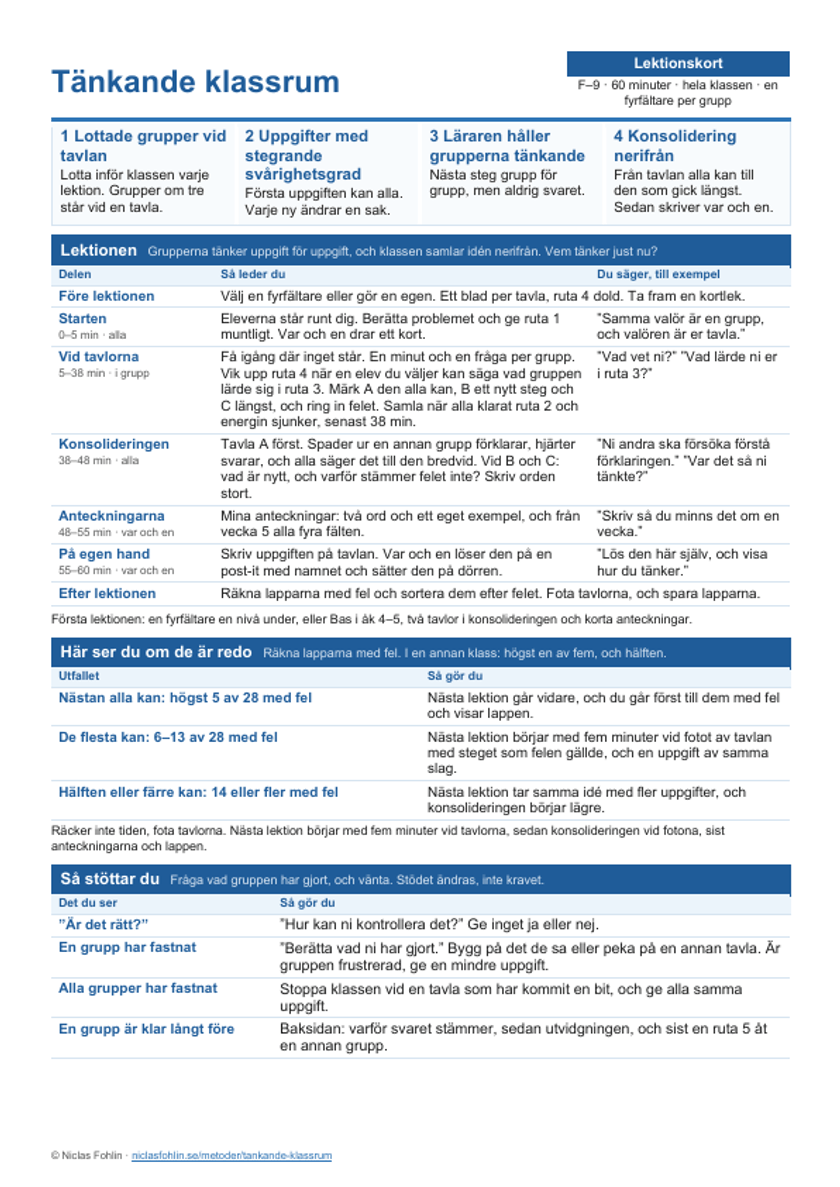 Tänkande klassrum
Lektionskort
F–9 · 60 minuter · hela klassen · en
fyrfältare per grupp
1 Lottade grupper vid
tavlan
Lotta inför klassen varje
lektion. Grupper om tre
står vid en tavla.
2 Uppgifter med
stegrande
svårighetsgrad
Första uppgiften kan alla.
Varje ny ändrar en sak.
3 Läraren håller
grupperna tänkande
Nästa steg grupp för
grupp, men aldrig svaret.
4 Konsolidering
nerifrån
Från tavlan alla kan till
den som gick längst.
Sedan skriver var och en.
Lektionen Grupperna tänker uppgift för uppgift, och klassen samlar idén nerifrån. Vem tänker just nu?
Delen Så leder du Du säger, till exempel
Före lektionen Välj en fyrfältare eller gör en egen. Ett blad per tavla, ruta 4 dold. Ta fram en kortlek.
Starten
0–5 min · alla
Eleverna står runt dig. Berätta problemet och ge ruta 1
muntligt. Var och en drar ett kort.
”Samma valör är en grupp,
och valören är er tavla.”
Vid tavlorna
5–38 min · i grupp
Få igång där inget står. En minut och en fråga per grupp.
Vik upp ruta 4 när en elev du väljer kan säga vad gruppen
lärde sig i ruta 3. Märk A den alla kan, B ett nytt steg och
C längst, och ring in felet. Samla när alla klarat ruta 2 och
energin sjunker, senast 38 min.
”Vad vet ni?” ”Vad lärde ni er
i ruta 3?”
Konsolideringen
38–48 min · alla
Tavla A först. Spader ur en annan grupp förklarar, hjärter
svarar, och alla säger det till den bredvid. Vid B och C:
vad är nytt, och varför stämmer felet inte? Skriv orden
stort.
”Ni andra ska försöka förstå
förklaringen.” ”Var det så ni
tänkte?”
Anteckningarna
48–55 min · var och en
Mina anteckningar: två ord och ett eget exempel, och från
vecka 5 alla fyra fälten.
”Skriv så du minns det om en
vecka.”
På egen hand
55–60 min · var och en
Skriv uppgiften på tavlan. Var och en löser den på en
post-it med namnet och sätter den på dörren.
”Lös den här själv, och visa
hur du tänker.”
Efter lektionen Räkna lapparna med fel och sortera dem efter felet. Fota tavlorna, och spara lapparna.
Första lektionen: en fyrfältare en nivå under, eller Bas i åk 4–5, två tavlor i konsolideringen och korta anteckningar.
Här ser du om de är redo Räkna lapparna med fel. I en annan klass: högst en av fem, och hälften.
Utfallet Så gör du
Nästan alla kan: högst 5 av 28 med fel
Nästa lektion går vidare, och du går först till dem med fel
och visar lappen.
De flesta kan: 6–13 av 28 med fel
Nästa lektion börjar med fem minuter vid fotot av tavlan
med steget som felen gällde, och en uppgift av samma
slag.
Hälften eller färre kan: 14 eller fler med fel
Nästa lektion tar samma idé med fler uppgifter, och
konsolideringen börjar lägre.
Räcker inte tiden, fota tavlorna. Nästa lektion börjar med fem minuter vid tavlorna, sedan konsolideringen vid fotona, sist
anteckningarna och lappen.
Så stöttar du Fråga vad gruppen har gjort, och vänta. Stödet ändras, inte kravet.
Det du ser Så gör du
”Är det rätt?” ”Hur kan ni kontrollera det?” Ge inget ja eller nej.
En grupp har fastnat
”Berätta vad ni har gjort.” Bygg på det de sa eller peka på en annan tavla. Är
gruppen frustrerad, ge en mindre uppgift.
Alla grupper har fastnat
Stoppa klassen vid en tavla som har kommit en bit, och ge alla samma
uppgift.
En grupp är klar långt före
Baksidan: varför svaret stämmer, sedan utvidgningen, och sist en ruta 5 åt
en annan grupp.
© Niclas Fohlin · niclasfohlin.se/metoder/tankande-klassrum